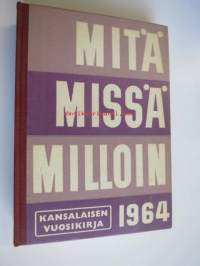 MITÄ
MISSÄ
MILLOIN
KANSALAISEN
VUOSIKIRJA
1964